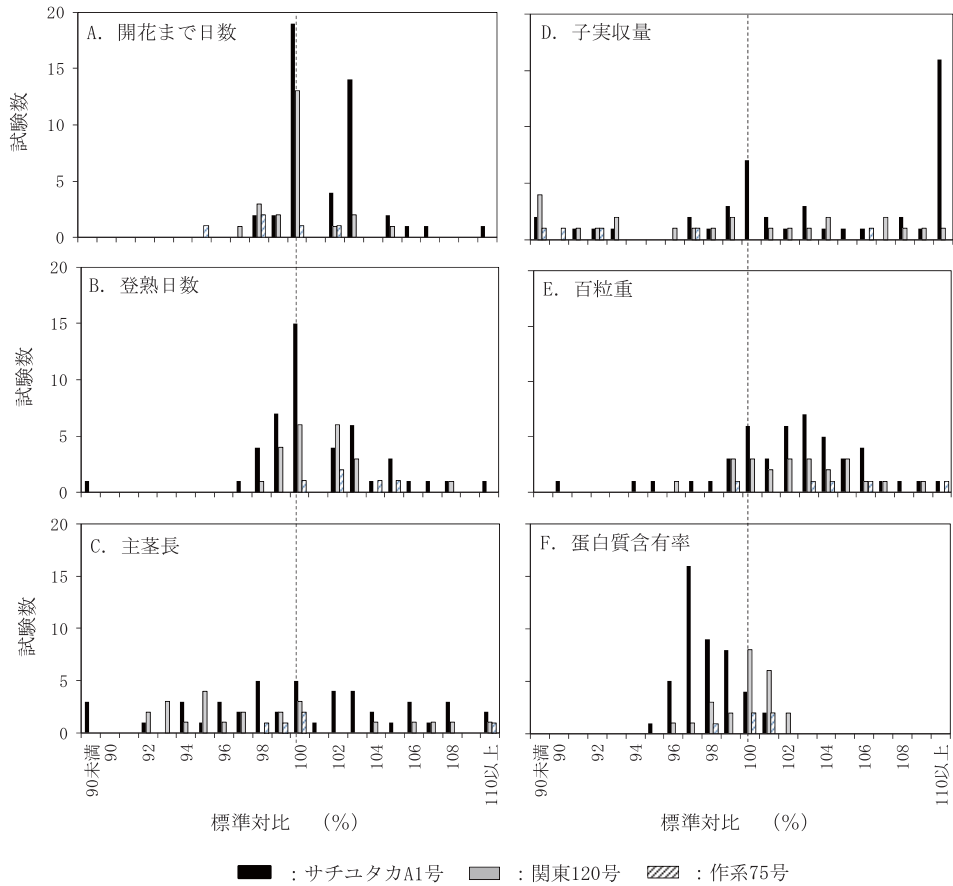 A. 開花まで日数
試験数
20
15
10
5
0
B. 登熟日数
試験数
20
15
10
5
0
C. 主茎長
試験数
20
15
10
5
0
90未満 90 92 94 96 98 100 102 104 106 108 110以上
標準対比 (%)
D. 子実収量
E. 百粒重
F. 蛋白質含有率
90未満 90 92 94 96 98 100 102 104 106 108 110以上
標準対比 (%)
:サチユタカA1号 :関東120号 :作系75号